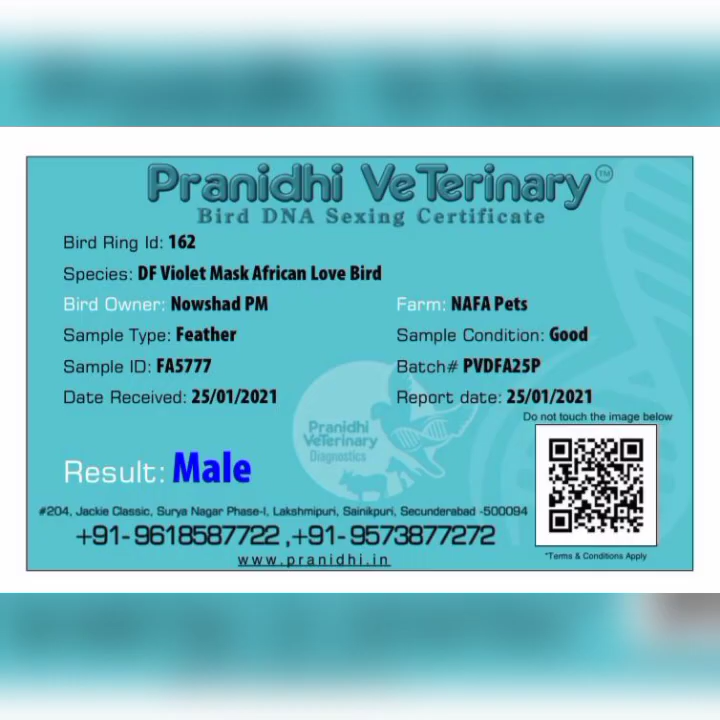 Pranidhi VeTerinary™
Bird DNA Sexing Certificate
Bird Ring Id: 162
Species: DF Violet Mask African Love Bird
Bird Owner: Nowshad PM Farm: NAFA Pets
Sample Type: Feather Sample Condition: Good
Sample ID: FA5777 Batch# PVDFA25P
Date Received: 25/01/2021 Report date: 25/01/2021
Do not touch the image below
Pranidhi
VeTerinary
Diagnostics
Result: Male
#204, Jackie Classic, Surya Nagar Phase-I, Lakshmipuri, Sainikpuri, Secunderabad -500094
+91-9618587722 ,+91-9573877272
www.pranidhi.in
*Terms & Conditions Apply